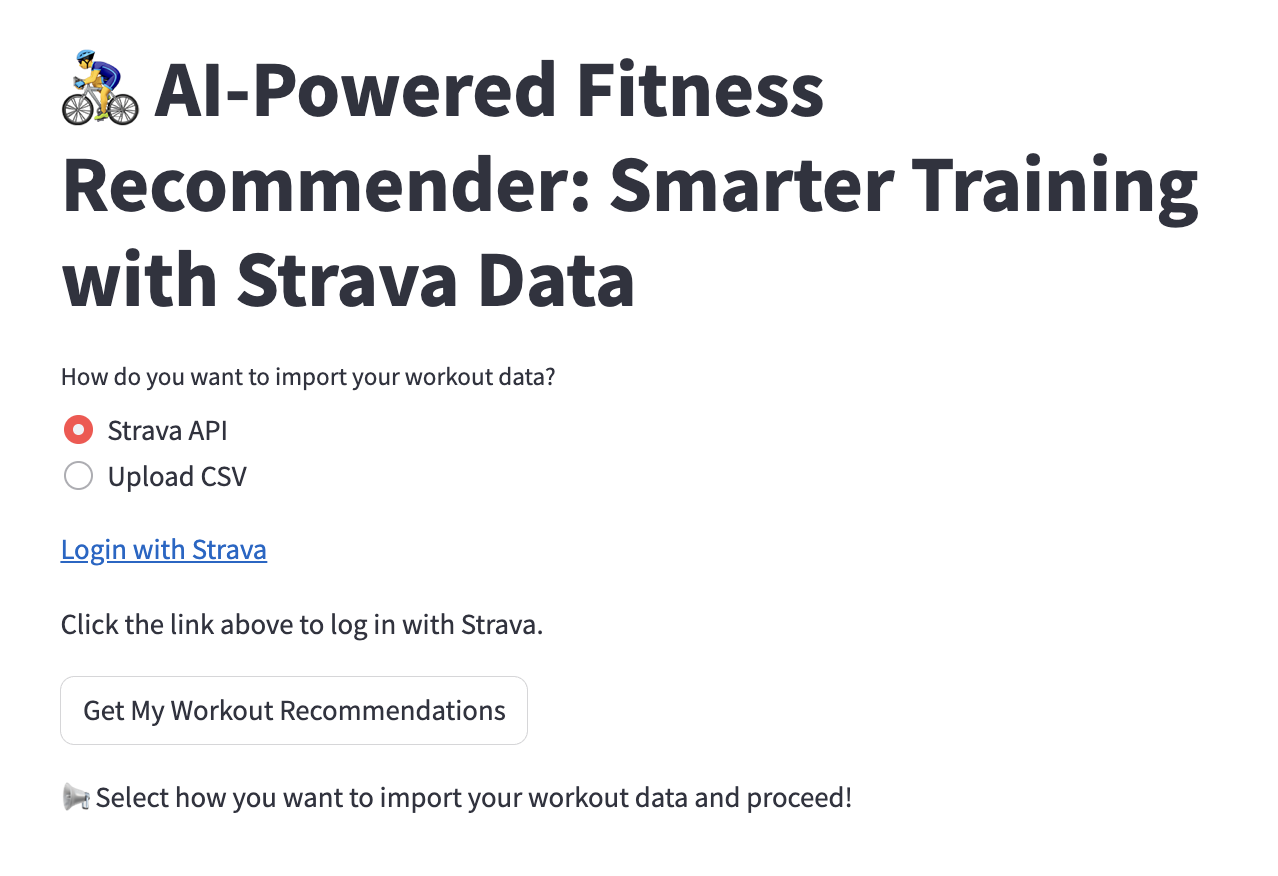 AI-Powered Fitness
Recommender: Smarter Training
with Strava Data
How do you want to import your workout data?
Strava API
Upload CSV
Login with Strava
Click the link above to log in with Strava.
Get My Workout Recommendations
Select how you want to import your workout data and proceed!